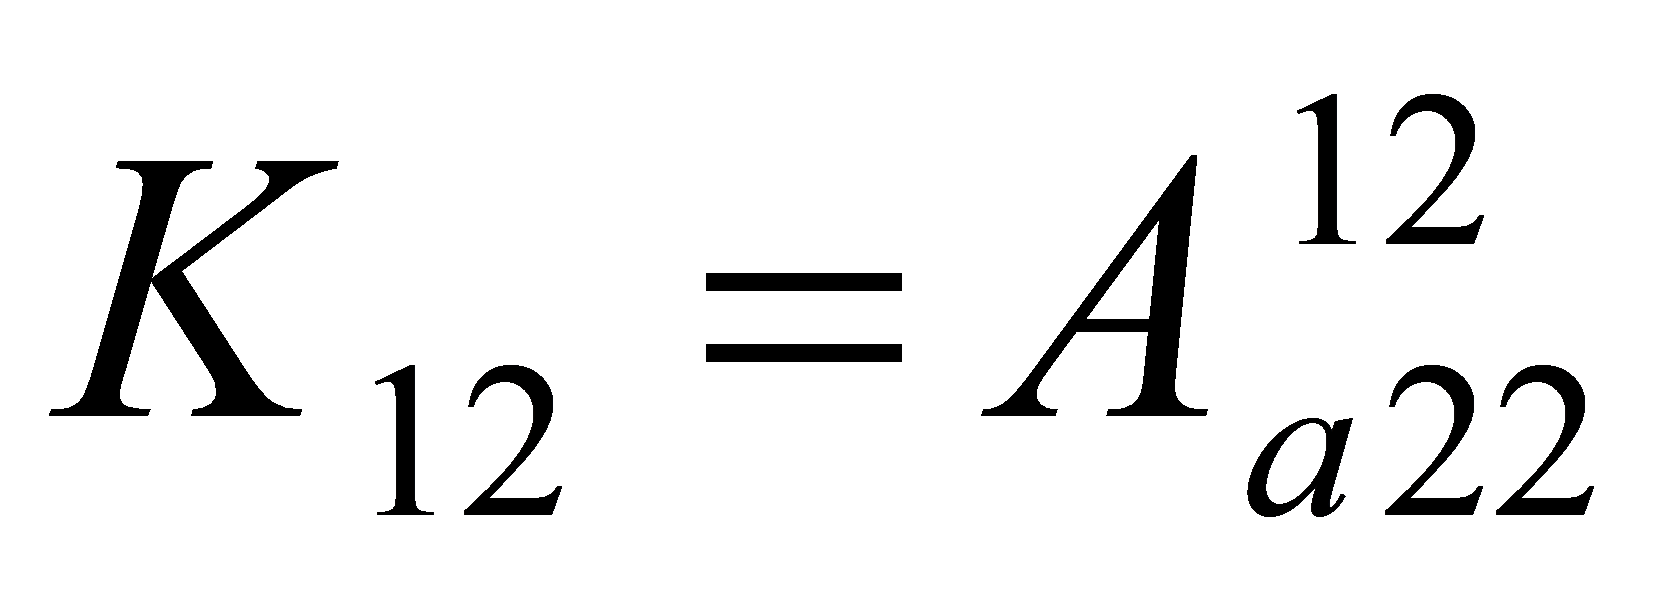 K₁₂ = A¹²ₐ₂₂